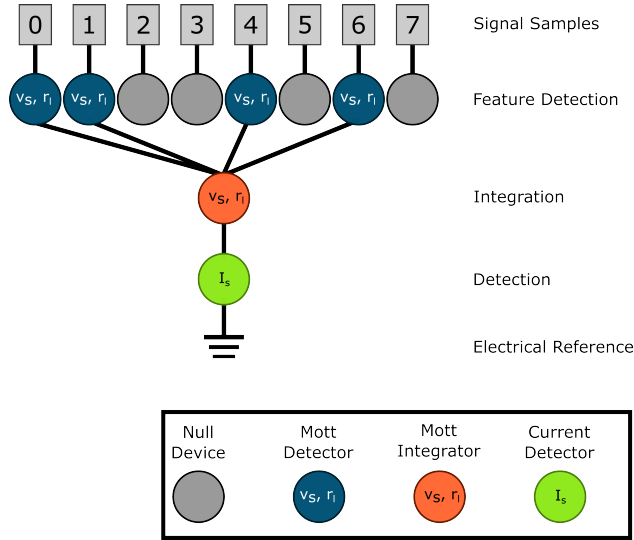 0 1 2 3 4 5 6 7 Signal Samples
vs, rl vs, rl vs, rl vs, rl Feature Detection
vs, rl Integration
Is Detection
Electrical Reference
Null Mott Mott Current
Device Detector Integrator Detector
vs, rl vs, rl Is